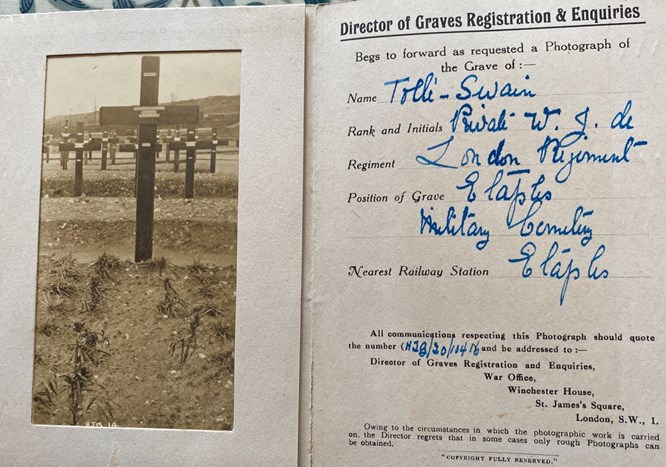 Director of Graves Registration & Enquiries
Begs to forward as requested a Photograph of
the Grave of :—
Name Tollé-Swain
Rank and Initials Private W. J. de
Regiment London Regiment
Position of Grave Etaples
Military Cemetery
Nearest Railway Station Etaples
All communications respecting this Photograph should quote
the number and be addressed to :—
Director of Graves Registration and Enquiries,
War Office,
Winchester House,
St. James's Square,
London, S.W., 1.
Owing to the circumstances in which the photographic work is carried
on, the Director regrets that in some cases only rough Photographs can
be obtained.
"COPYRIGHT FULLY RESERVED."